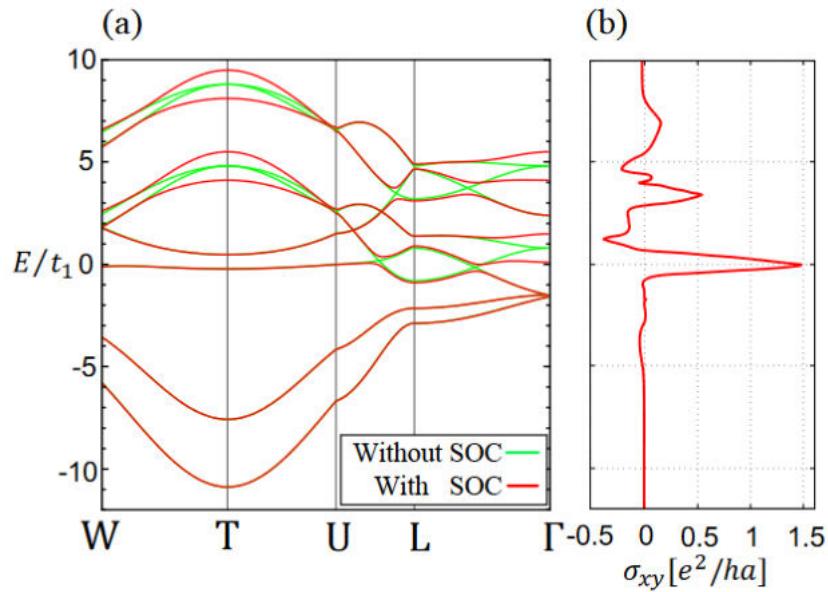 (a)
(b)
10
5
E/t₁ 0
-5
-10
Without SOC
With SOC
W T U L Γ
-0.5 0 0.5 1 1.5
σxy[e²/ha]